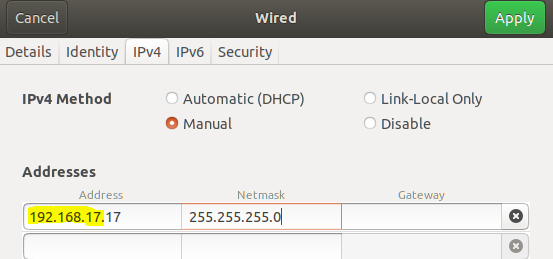 Cancel Wired Apply
Details Identity IPv4 IPv6 Security
IPv4 Method Automatic (DHCP) Link-Local Only
Manual Disable
Addresses
Address Netmask Gateway
192.168.17.17 255.255.255.0